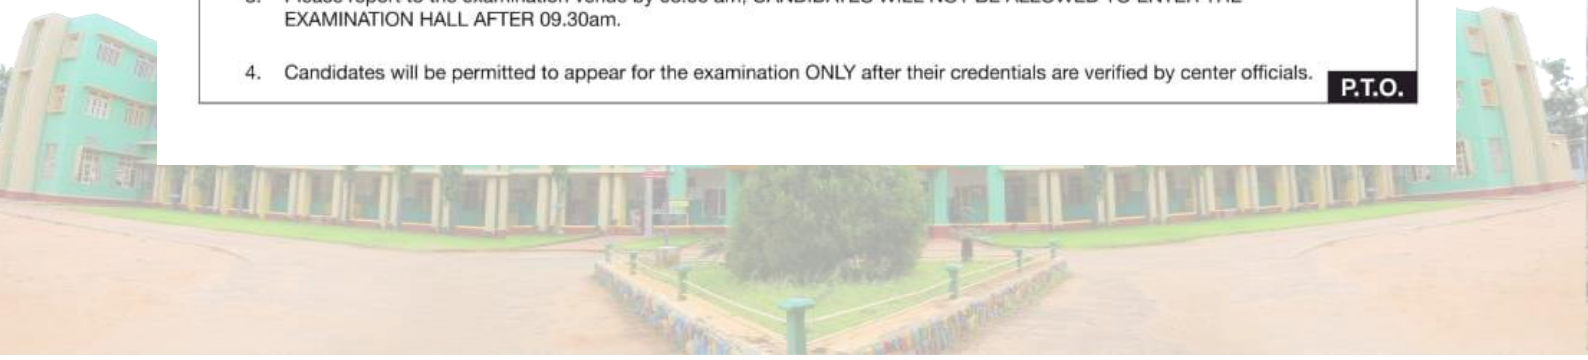 EXAMINATION HALL AFTER 09.30am.
4. Candidates will be permitted to appear for the examination ONLY after their credentials are verified by center officials.
P.T.O.